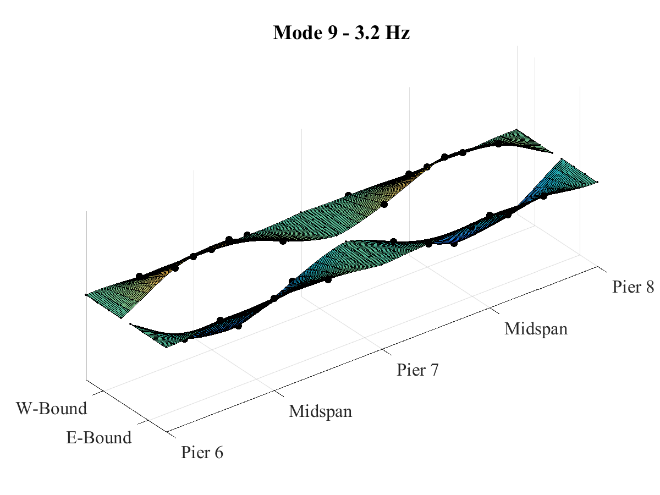 Mode 9 - 3.2 Hz
Pier 8
Midspan
Pier 7
W-Bound
Midspan
E-Bound
Pier 6